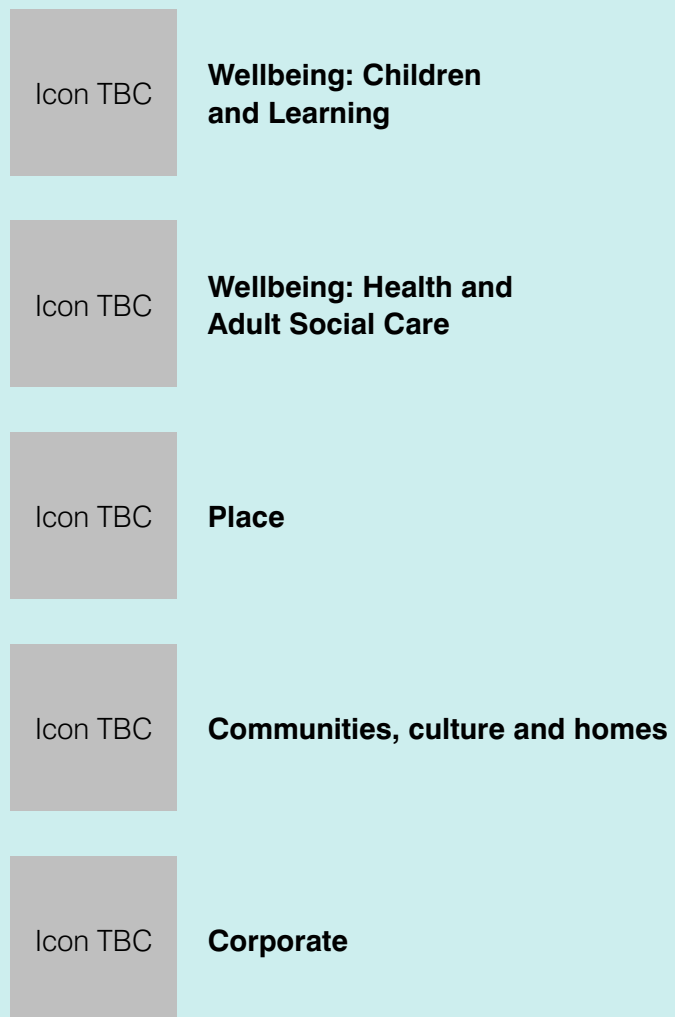 Icon TBC
Wellbeing: Children
and Learning
Icon TBC
Wellbeing: Health and
Adult Social Care
Icon TBC
Place
Icon TBC
Communities, culture and homes
Icon TBC
Corporate